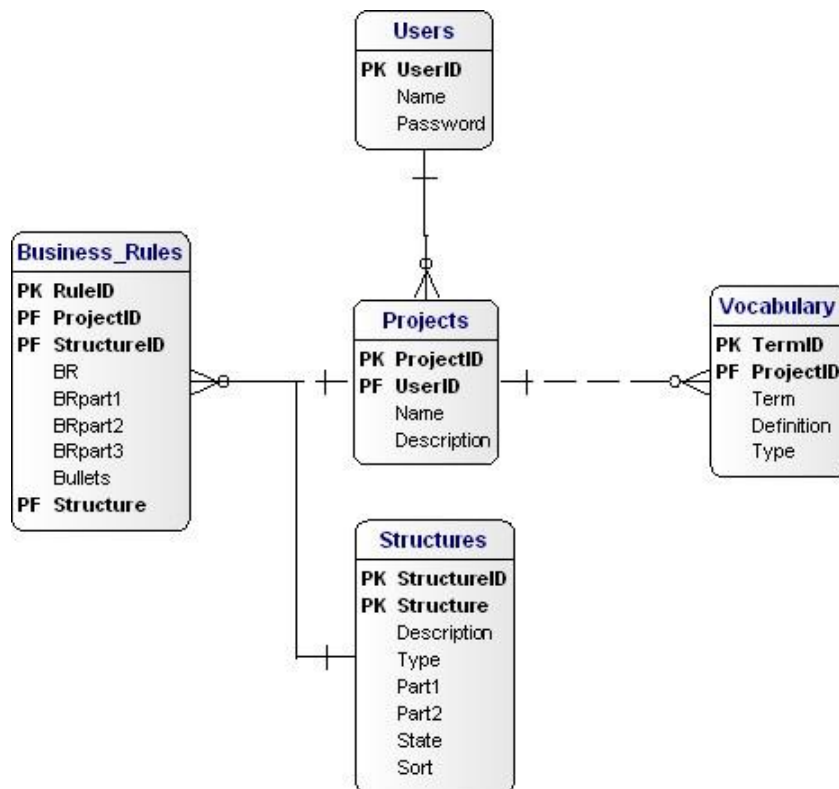 Users
PK UserID
Name
Password
Business_Rules
PK RuleID
PF ProjectID
PF StructureID
BR
BRpart1
BRpart2
BRpart3
Bullets
PF Structure
Projects
PK ProjectID
PF UserID
Name
Description
Vocabulary
PK TermID
PF ProjectID
Term
Definition
Type
Structures
PK StructureID
PK Structure
Description
Type
Part1
Part2
State
Sort